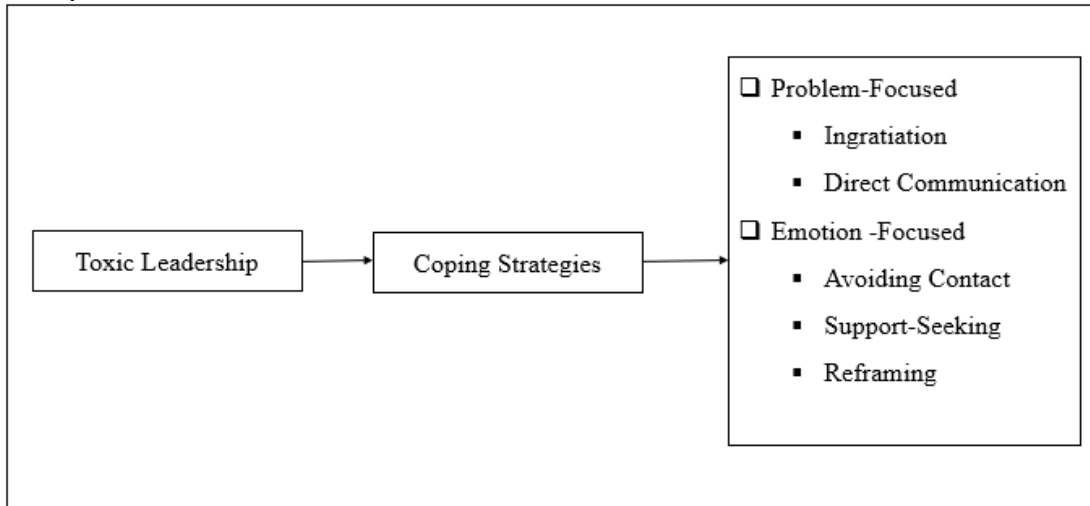 Toxic Leadership
Coping Strategies
❑ Problem-Focused
▪ Ingratiation
▪ Direct Communication
❑ Emotion -Focused
▪ Avoiding Contact
▪ Support-Seeking
▪ Reframing